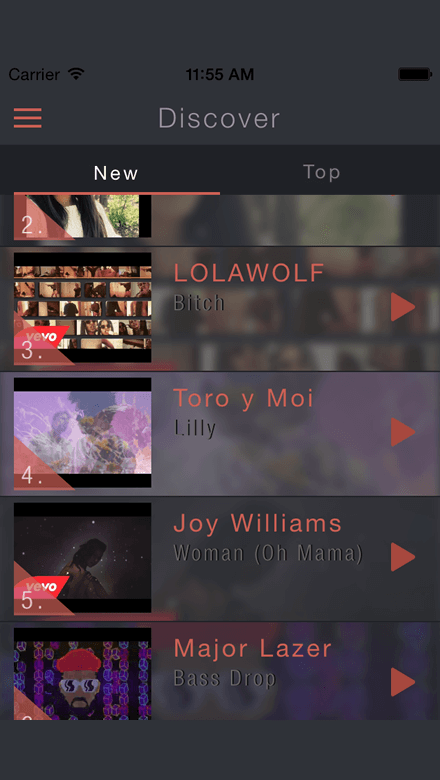 Carrier 11:55 AM
Discover
New Top
2.
LOLAWOLF
Bitch
vevo
3.
Toro y Moi
Lilly
4.
Joy Williams
Woman (Oh Mama)
vevo
5.
Major Lazer
Bass Drop